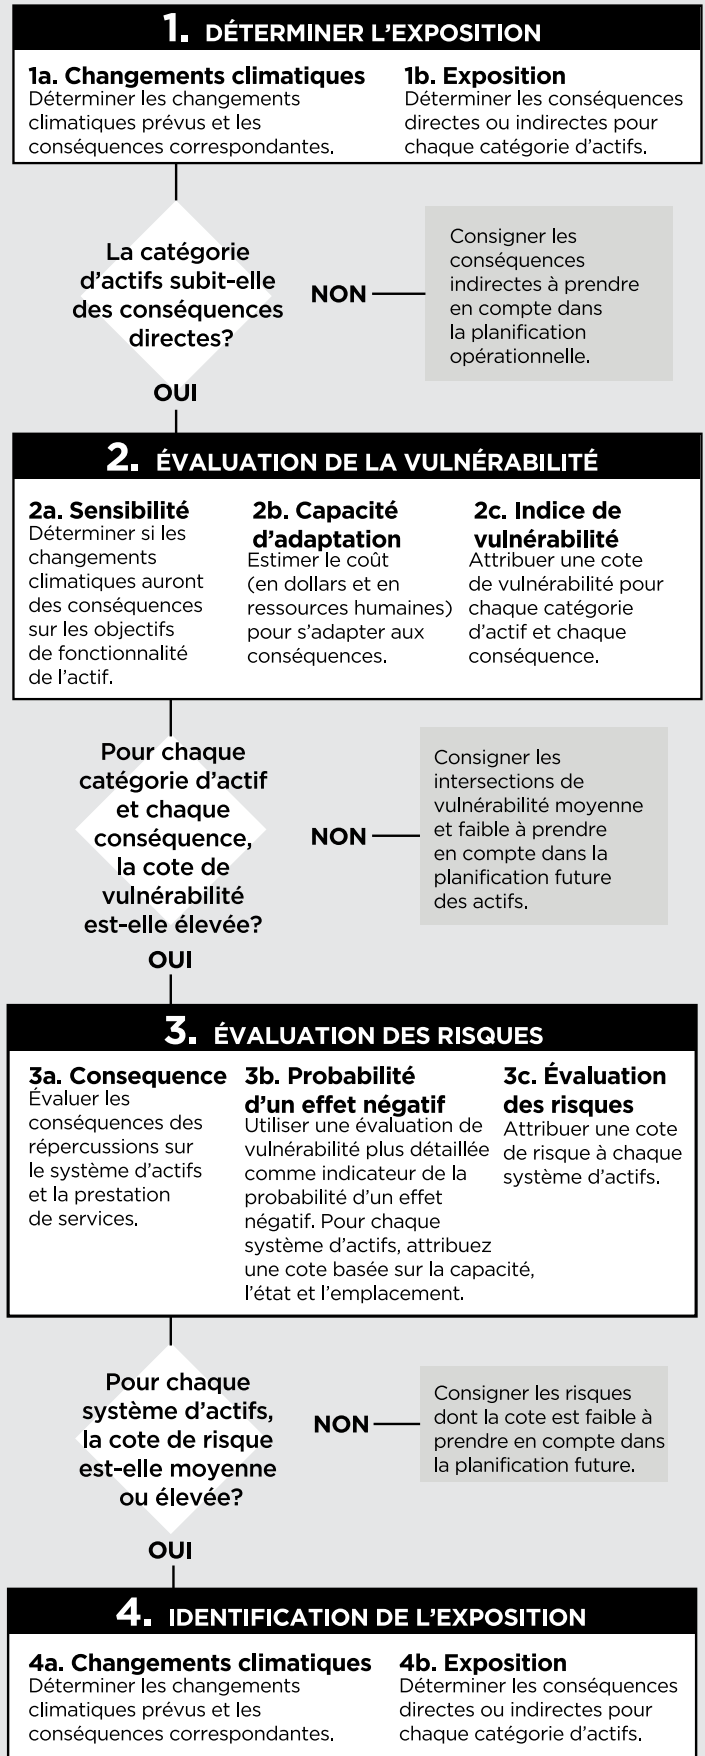 1. DÉTERMINER L'EXPOSITION
1a. Changements climatiques
Déterminer les changements
climatiques prévus et les
conséquences correspondantes.
1b. Exposition
Déterminer les conséquences
directes ou indirectes pour
chaque catégorie d'actifs.
La catégorie
d'actifs subit-elle
des conséquences
directes?
NON
Consigner les
conséquences
indirectes à prendre
en compte dans
la planification
opérationnelle.
OUI
2. ÉVALUATION DE LA VULNÉRABILITÉ
2a. Sensibilité
Déterminer si les
changements
climatiques auront
des conséquences
sur les objectifs
de fonctionnalité
de l'actif.
2b. Capacité
d'adaptation
Estimer le coût
(en dollars et en
ressources humaines)
pour s'adapter aux
conséquences.
2c. Indice de
vulnérabilité
Attribuer une cote
de vulnérabilité pour
chaque catégorie
d'actif et chaque
conséquence.
Pour chaque
catégorie d'actif
et chaque
conséquence,
la cote de
vulnérabilité
est-elle élevée?
NON
Consigner les
intersections de
vulnérabilité moyenne
et faible à prendre
en compte dans la
planification future
des actifs.
OUI
3. ÉVALUATION DES RISQUES
3a. Consequence
Évaluer les
conséquences des
répercussions sur
le système d'actifs
et la prestation
de services.
3b. Probabilité
d'un effet négatif
Utiliser une évaluation de
vulnérabilité plus détaillée
comme indicateur de la
probabilité d'un effet
négatif. Pour chaque
système d'actifs, attribuez
une cote basée sur la capacité,
l'état et l'emplacement.
3c. Évaluation
des risques
Attribuer une cote
de risque à chaque
système d'actifs.
Pour chaque
système d'actifs,
la cote de risque
est-elle moyenne
ou élevée?
NON
Consigner les risques
dont la cote est faible à
prendre en compte dans
la planification future.
OUI
4. IDENTIFICATION DE L'EXPOSITION
4a. Changements climatiques
Déterminer les changements
climatiques prévus et les
conséquences correspondantes.
4b. Exposition
Déterminer les conséquences
directes ou indirectes pour
chaque catégorie d'actifs.